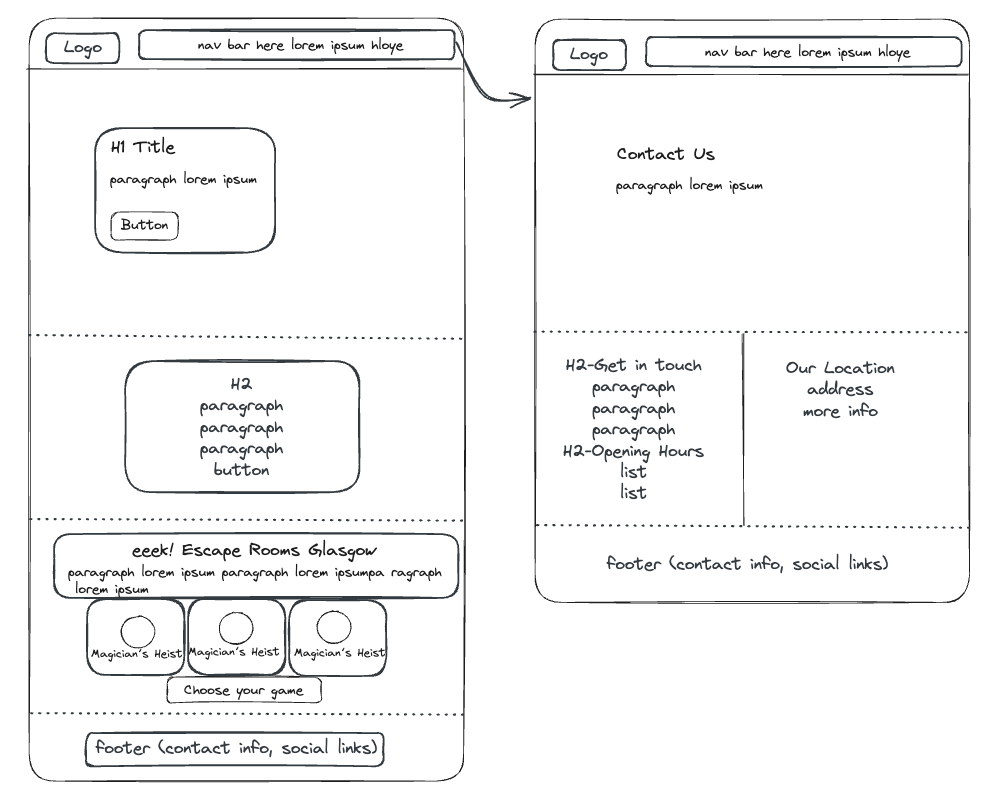 Logo
nav bar here lorem ipsum hloye
H1 Title
paragraph lorem ipsum
Button
H2
paragraph
paragraph
paragraph
button
eeek! Escape Rooms Glasgow
paragraph lorem ipsum paragraph lorem ipsumpa ragraph
lorem ipsum
Magician's Heist
Magician's Heist
Magician's Heist
Choose your game
footer (contact info, social links)
Logo
nav bar here lorem ipsum hloye
Contact Us
paragraph lorem ipsum
H2-Get in touch
paragraph
paragraph
paragraph
H2-Opening Hours
list
list
Our Location
address
more info
footer (contact info, social links)